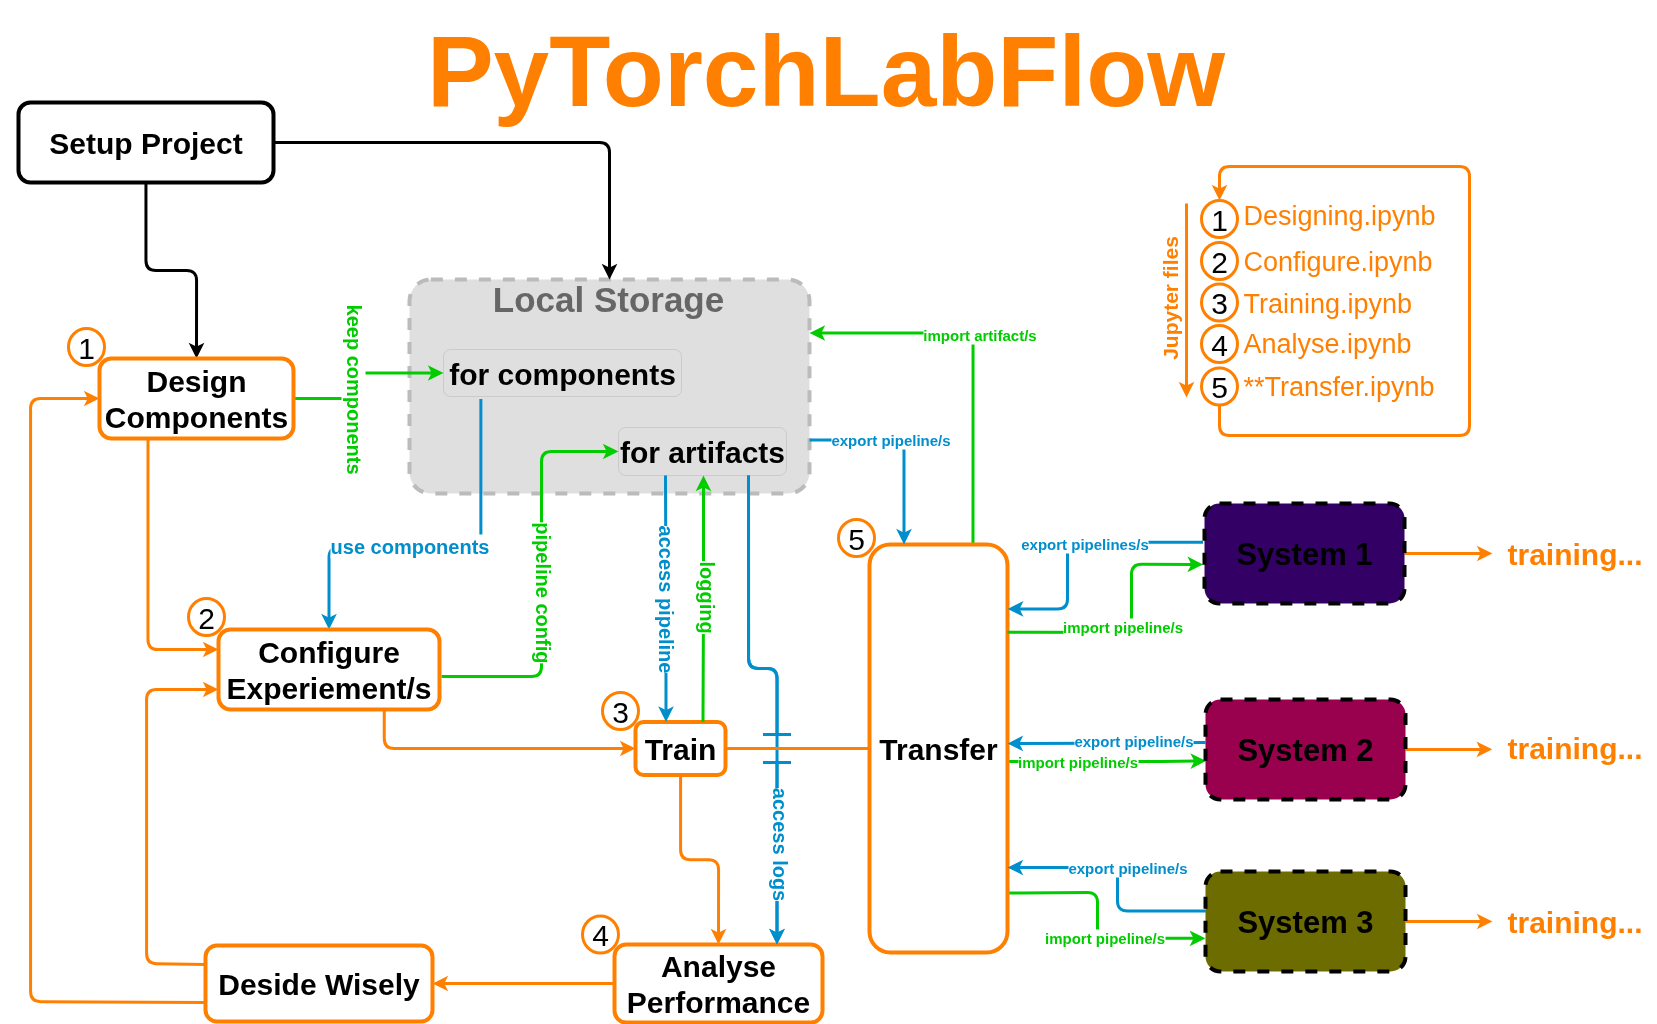 PyTorchLabFlow
Setup Project
Local Storage
for components
for artifacts
keep components
1
Design
Components
import artifact/s
export pipeline/s
Jupyter files
1 Designing.ipynb
2 Configure.ipynb
3 Training.ipynb
4 Analyse.ipynb
5 **Transfer.ipynb
use components
pipeline config
access pipeline
logging
2
Configure
Experiement/s
3
Train
access logs
5
Transfer
export pipelines/s
import pipeline/s
System 1
training...
export pipeline/s
import pipeline/s
System 2
training...
export pipeline/s
import pipeline/s
System 3
training...
4
Analyse
Performance
Deside Wisely